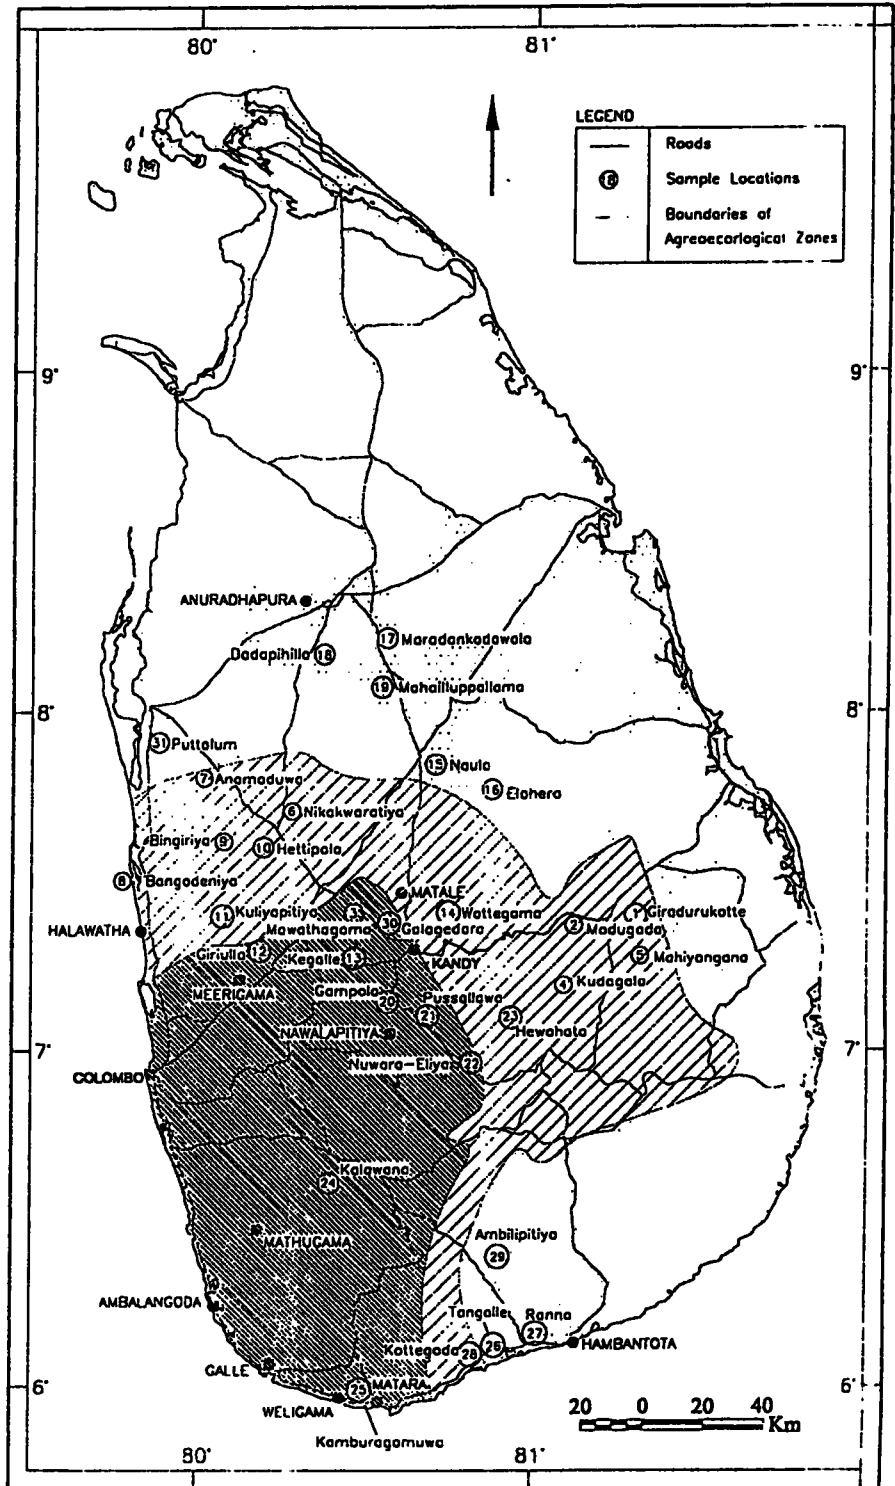 80°
81°
LEGEND
Roads
18 Sample Locations
Boundaries of
Agroecorlogical Zones
9°
9°
ANURADHAPURA
17 Maradankadawala
Dadapihilla 18
19 Mahailluppallama
8°
8°
31 Puttalum
15 Naula
7 Anamaduwa
16 Elahera
6 Nikakwaratiya
Bingiriya 9
10 Hettipola
8 Bangadeniya
MATALE
11 Kuliyapitiya
Mawathagama
30 Galagedara
14 Wattegama
1 Giradurukotte
2 Madugada
HALAWATHA
Giriulla 12
Kegalle 13
KANDY
5 Mahiyangana
MEERIGAMA
Gampola
20
4 Kudagala
Pussallawa
21
23
Hewahata
NAWALAPITIYA
7°
7°
Nuwara-Eliya 22
COLOMBO
Kalawana
24
MATHUGAMA
Ambilipitiya
29
AMBALANGODA
Tangalle
26
Ranna
27
HAMBANTOTA
Kottegoda 28
GALLE
6°
6°
25
MATARA
WELIGAMA
Kamburagamuwa
20 0 20 40
Km
80°
81°